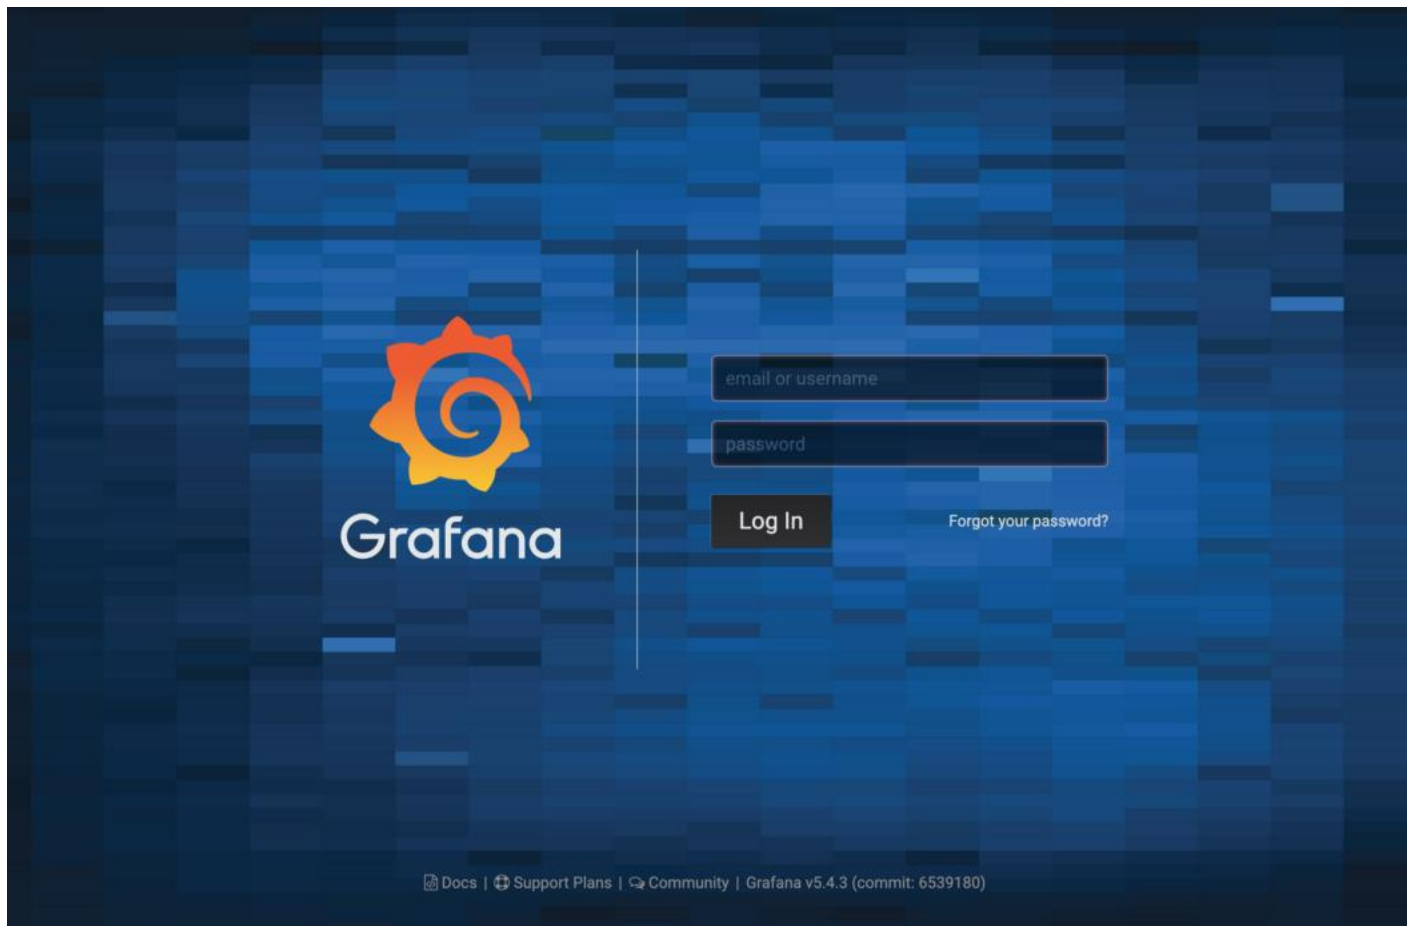 Grafana
email or username
password
Log In
Forgot your password?
Docs | Support Plans | Community | Grafana v5.4.3 (commit: 6539180)